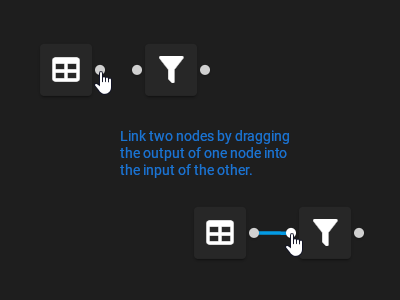 Link two nodes by dragging
the output of one node into
the input of the other.